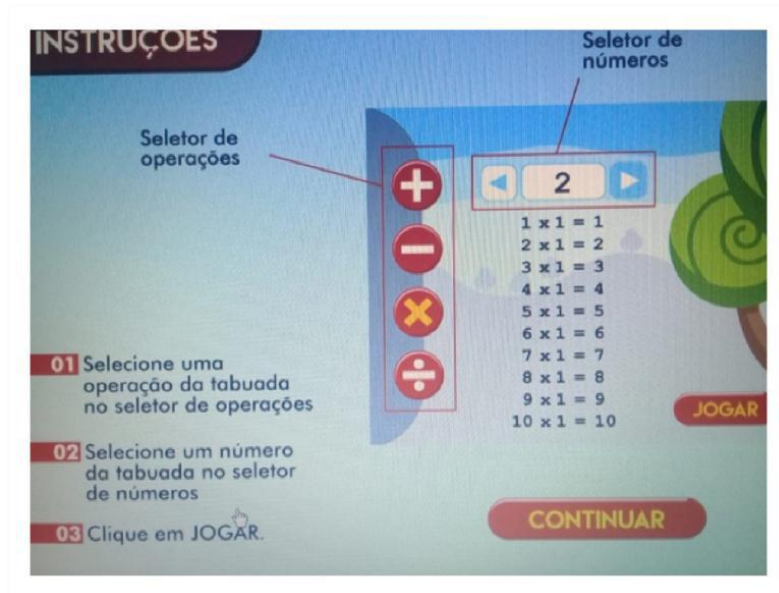 INSTRUÇÕES
Seletor de
números
Seletor de
operações
+
2
−
1 x 1 = 1
2 x 1 = 2
3 x 1 = 3
4 x 1 = 4
5 x 1 = 5
6 x 1 = 6
7 x 1 = 7
8 x 1 = 8
9 x 1 = 9
10 x 1 = 10
×
÷
01 Selecione uma
operação da tabuada
no seletor de operações
JOGAR
02 Selecione um número
da tabuada no seletor
de números
CONTINUAR
03 Clique em JOGAR.